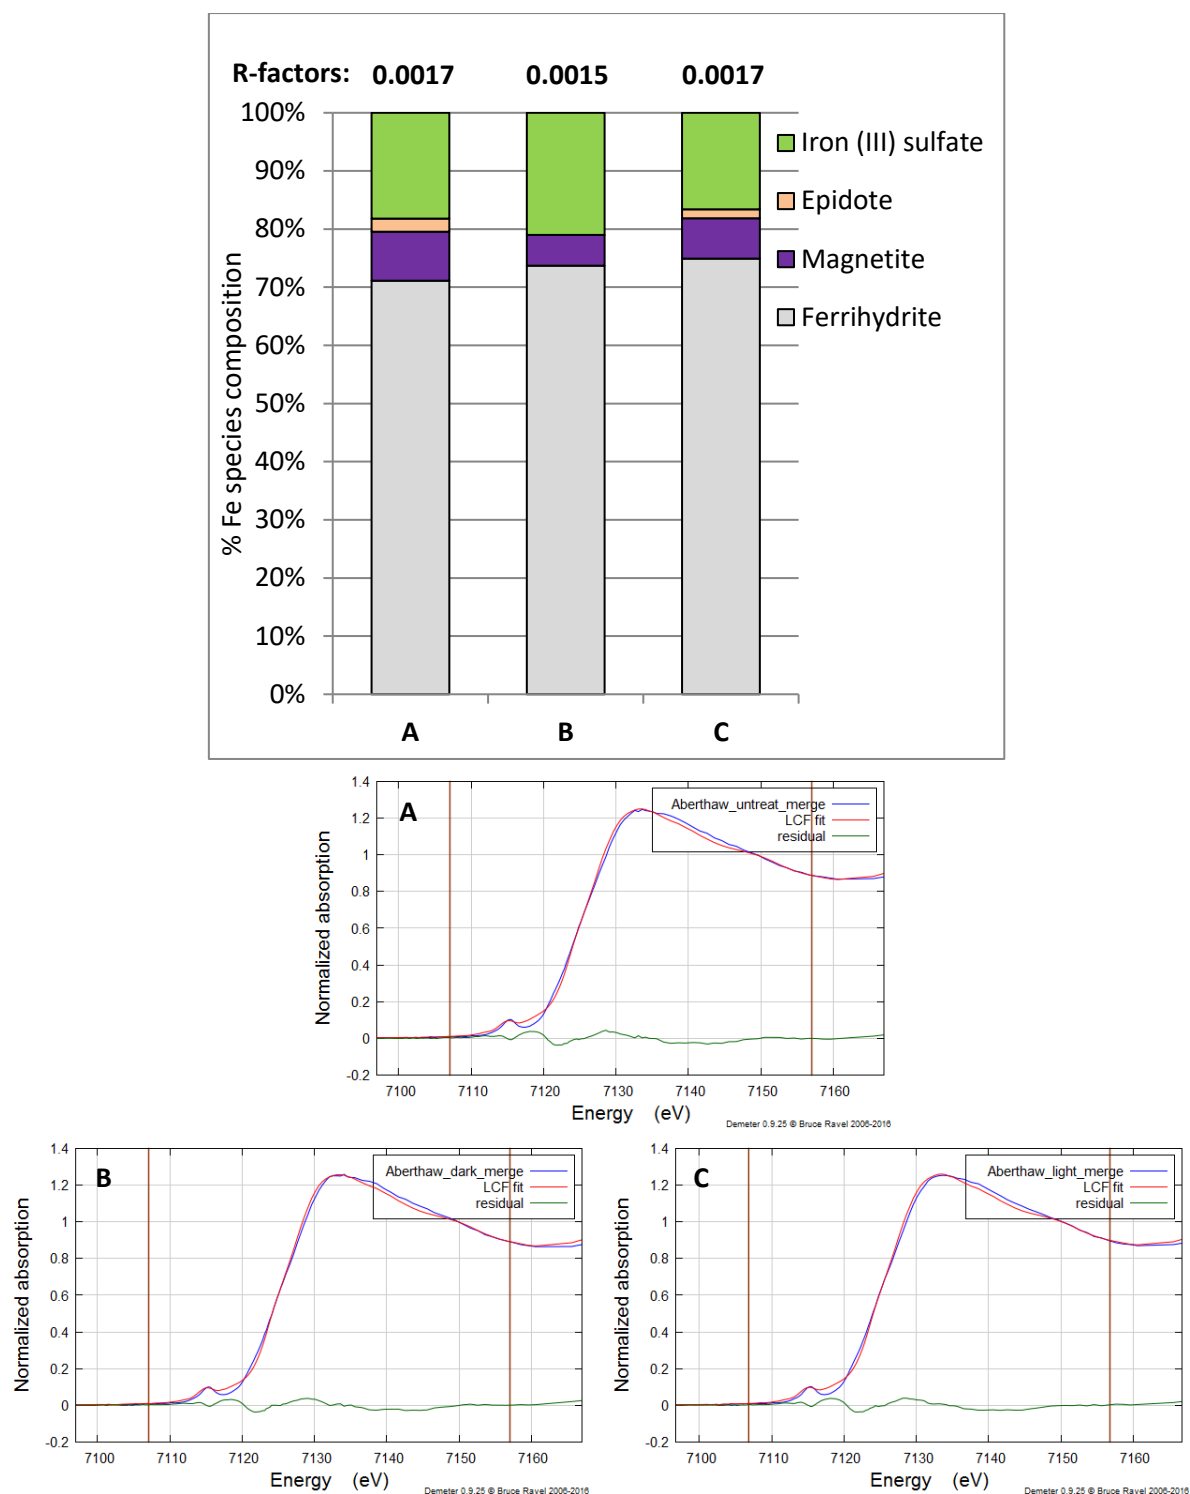 R-factors: 0.0017 0.0015 0.0017
% Fe species composition
100%
90%
80%
70%
60%
50%
40%
30%
20%
10%
0%
Iron (III) sulfate
Epidote
Magnetite
Ferrihydrite
A B C
A
Normalized absorption
1.4
1.2
1
0.8
0.6
0.4
0.2
0
-0.2
Aberthaw_untreat_merge
LCF fit
residual
7100 7110 7120 7130 7140 7150 7160
Energy (eV)
Demeter 0.9.25 © Bruce Ravel 2006-2016
B
Normalized absorption
1.4
1.2
1
0.8
0.6
0.4
0.2
0
-0.2
Aberthaw_dark_merge
LCF fit
residual
7100 7110 7120 7130 7140 7150 7160
Energy (eV)
Demeter 0.9.25 © Bruce Ravel 2006-2016
C
Normalized absorption
1.4
1.2
1
0.8
0.6
0.4
0.2
0
-0.2
Aberthaw_light_merge
LCF fit
residual
7100 7110 7120 7130 7140 7150 7160
Energy (eV)
Demeter 0.9.25 © Bruce Ravel 2006-2016